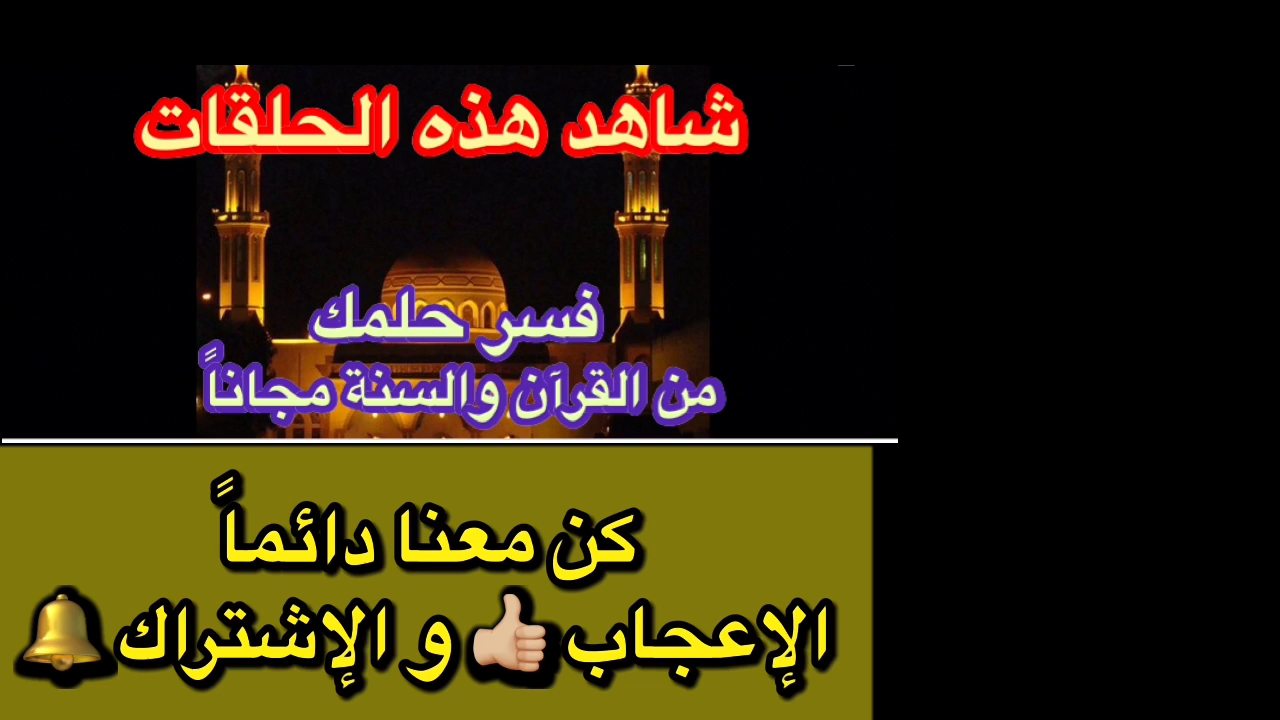 شاهد هذه الحلقات
فسر حلمك
من القرآن والسنة مجاناً
كن معنا دائماً
الإعجاب👍🏼 و الإشتراك🔔